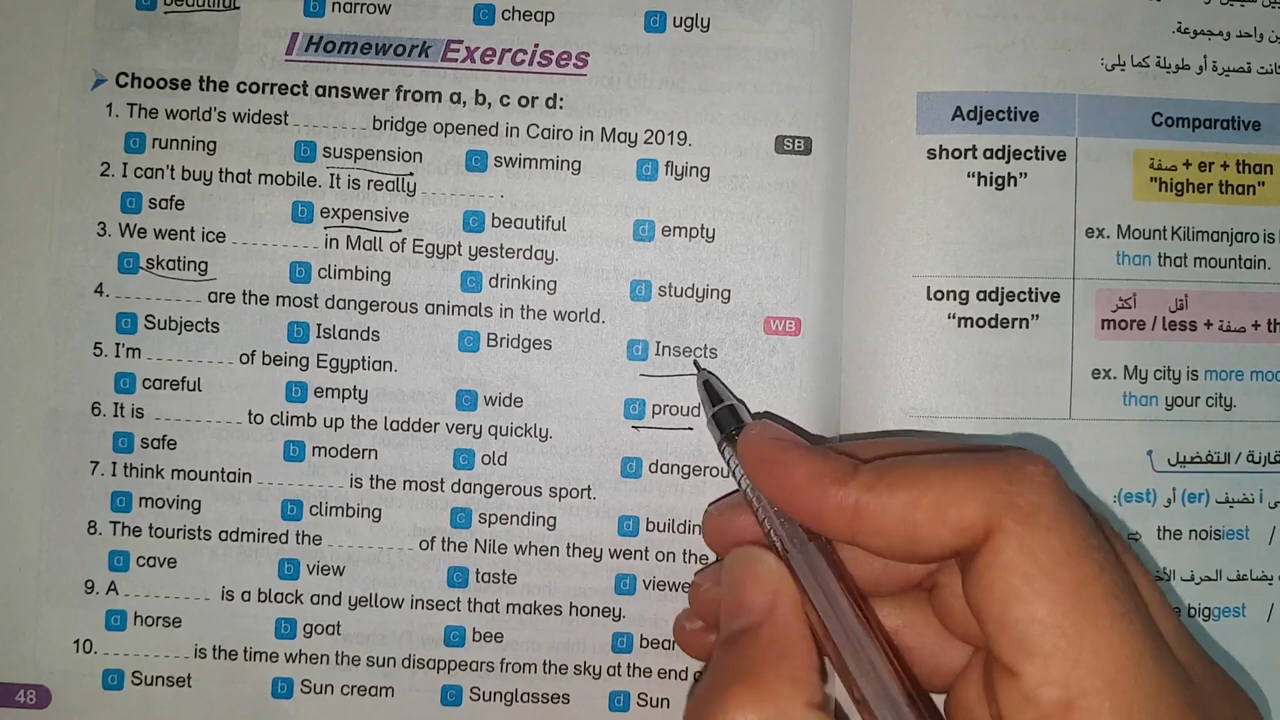 beautiful b narrow c cheap d ugly
Homework Exercises
Choose the correct answer from a, b, c or d:
1. The world's widest ________ bridge opened in Cairo in May 2019. SB
a running b suspension c swimming d flying
2. I can't buy that mobile. It is really ________.
a safe b expensive c beautiful d empty
3. We went ice ________ in Mall of Egypt yesterday.
a skating b climbing c drinking d studying
4. ________ are the most dangerous animals in the world. WB
a Subjects b Islands c Bridges d Insects
5. I'm ________ of being Egyptian.
a careful b empty c wide d proud
6. It is ________ to climb up the ladder very quickly.
a safe b modern c old d dangerou
7. I think mountain ________ is the most dangerous sport.
a moving b climbing c spending d buildin
8. The tourists admired the ________ of the Nile when they went on the
a cave b view c taste d viewe
9. A ________ is a black and yellow insect that makes honey.
a horse b goat c bee d bear
10. ________ is the time when the sun disappears from the sky at the end
a Sunset b Sun cream c Sunglasses d Sun
48
ن واحد ومجموعة.
كانت قصيرة أو طويلة كما يلى:
Adjective Comparative
short adjective صفة + er + than
"high" "higher than"
ex. Mount Kilimanjaro is
than that mountain.
long adjective أكثر أقل
"modern" more / less + صفة + th
ex. My city is more mod
than your city.
قارنة / التفضيل
i نضيف (er) أو (est):
⇨ the noisiest /
يضاعف الحرف الأخ
biggest /